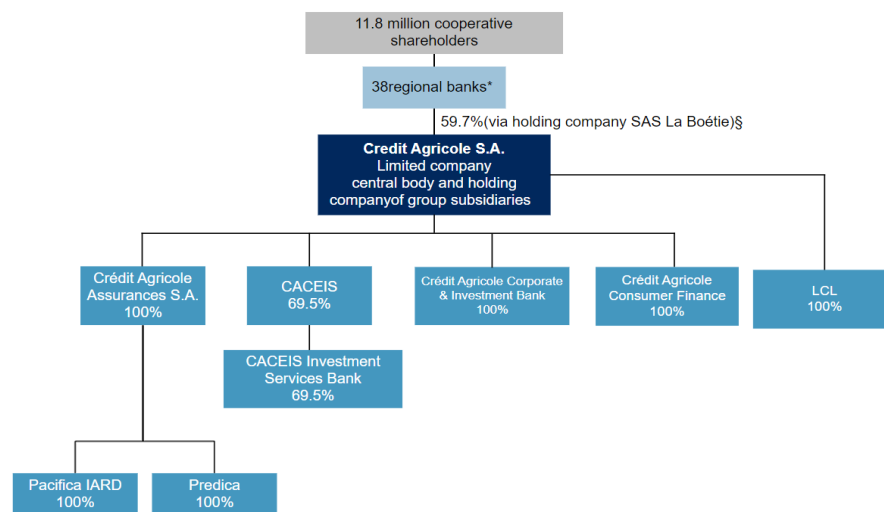 11.8 million cooperative
shareholders
38regional banks*
59.7%(via holding company SAS La Boétie)§
Credit Agricole S.A.
Limited company
central body and holding
companyof group subsidiaries
Crédit Agricole
Assurances S.A.
100%
CACEIS
69.5%
Crédit Agricole Corporate
& Investment Bank
100%
Crédit Agricole
Consumer Finance
100%
LCL
100%
CACEIS Investment
Services Bank
69.5%
Pacifica IARD
100%
Predica
100%